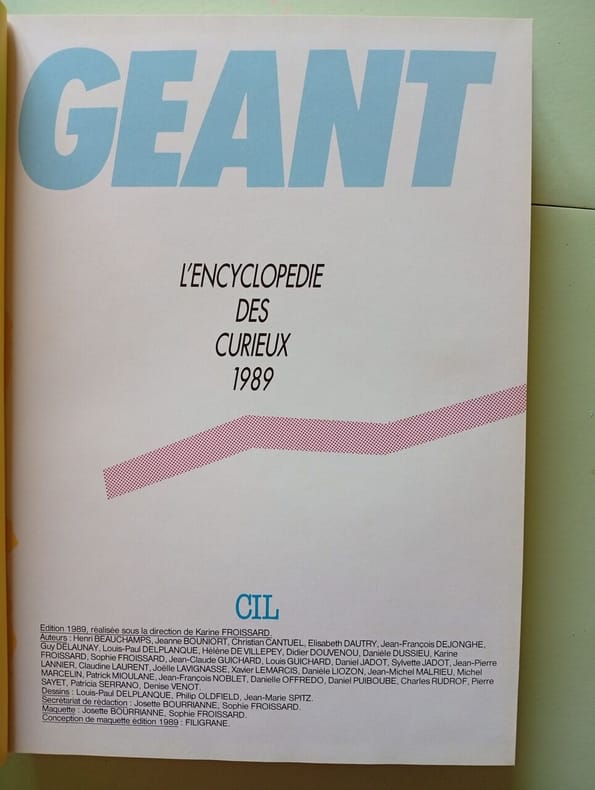 GEANT
L'ENCYCLOPEDIE
DES
CURIEUX
1989
CIL
Edition 1989, réalisée sous la direction de Karine FROISSARD.
Auteurs : Henri BEAUCHAMPS, Jeanne BOUNIORT, Christian CANTUEL, Elisabeth DAUTRY, Jean-François DEJONGHE,
Guy DELAUNAY, Louis-Paul DELPLANQUE, Hélène DE VILLEPEY, Didier DOUVENOU, Danièle DUSSIEU, Karine
FROISSARD, Sophie FROISSARD, Jean-Claude GUICHARD, Louis GUICHARD, Daniel JADOT, Sylvette JADOT, Jean-Pierre
LANNIER, Claudine LAURENT, Joëlle LAVIGNASSE, Xavier LEMARCIS, Danièle LIOZON, Jean-Michel MALRIEU, Michel
MARCELIN, Patrick MIOULANE, Jean-François NOBLET, Danielle OFFREDO, Daniel PUIBOUBE, Charles RUDROF, Pierre
SAYET, Patricia SERRANO, Denise VENOT.
Dessins : Louis-Paul DELPLANQUE, Philip OLDFIELD, Jean-Marie SPITZ.
Secrétariat de rédaction : Josette BOURRIANNE, Sophie FROISSARD.
Maquette : Josette BOURRIANNE, Sophie FROISSARD.
Conception de maquette édition 1989 : FILIGRANE.